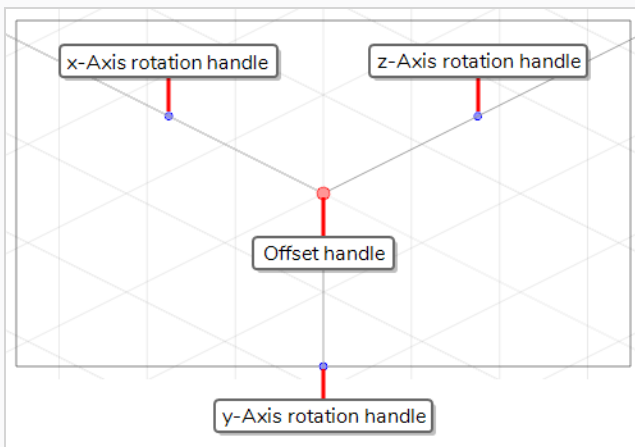 x-Axis rotation handle
z-Axis rotation handle
Offset handle
y-Axis rotation handle